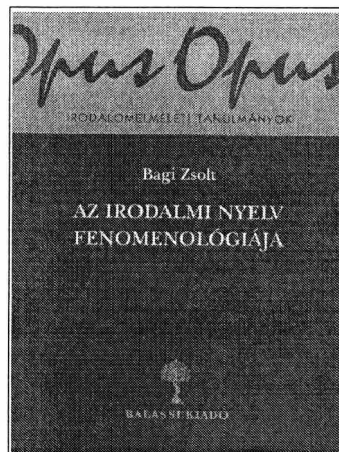 Opus Opus
IRODALOMELMÉLETI TANULMÁNYOK
Bagi Zsolt
AZ IRODALMI NYELV
FENOMENOLÓGIÁJA
BALASSI KIADÓ